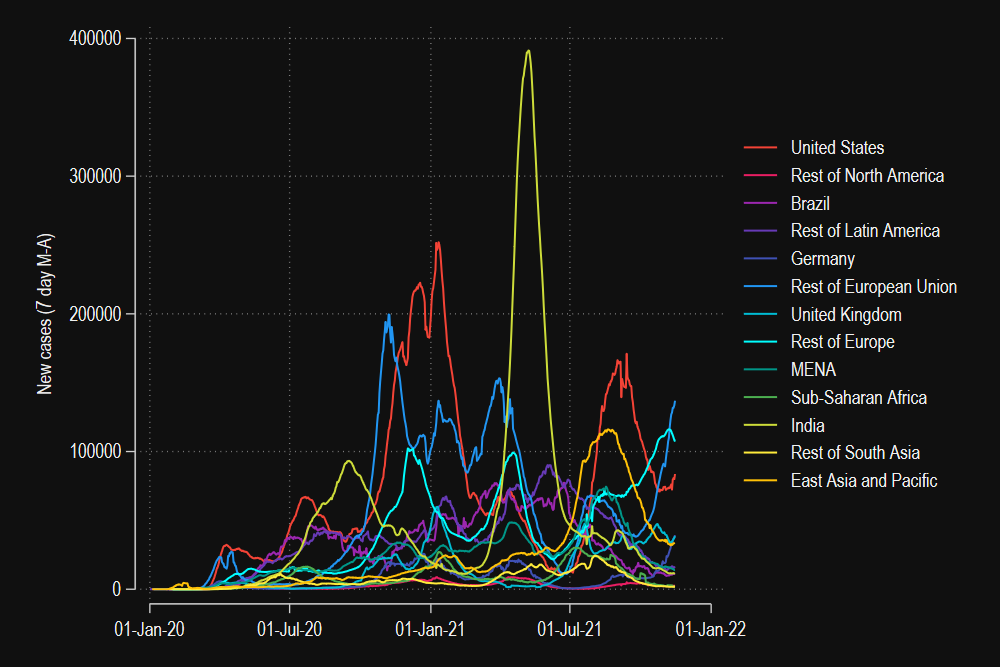 400000
300000
200000
100000
0
New cases (7 day M-A)
01-Jan-20
01-Jul-20
01-Jan-21
01-Jul-21
01-Jan-22
United States
Rest of North America
Brazil
Rest of Latin America
Germany
Rest of European Union
United Kingdom
Rest of Europe
MENA
Sub-Saharan Africa
India
Rest of South Asia
East Asia and Pacific